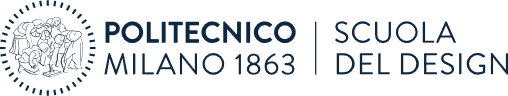 POLITECNICO
MILANO 1863
SCUOLA
DEL DESIGN